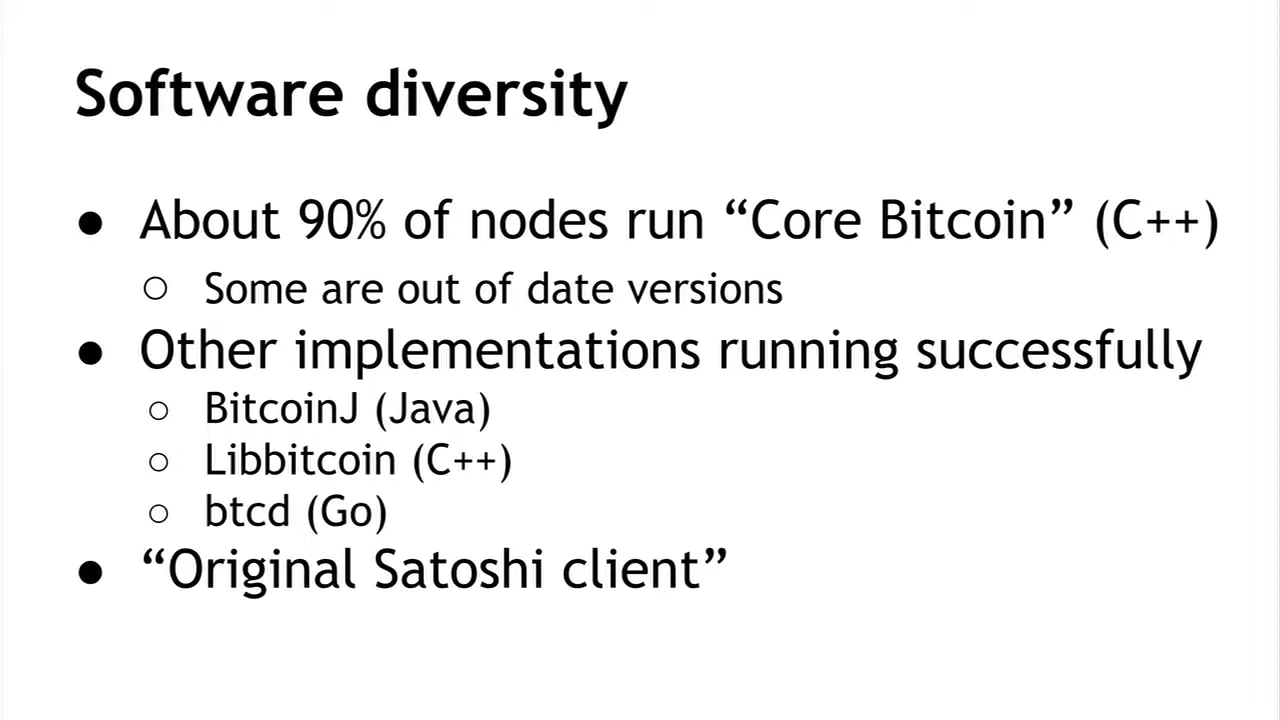 Software diversity
● About 90% of nodes run “Core Bitcoin” (C++)
○ Some are out of date versions
● Other implementations running successfully
○ BitcoinJ (Java)
○ Libbitcoin (C++)
○ btcd (Go)
● “Original Satoshi client”